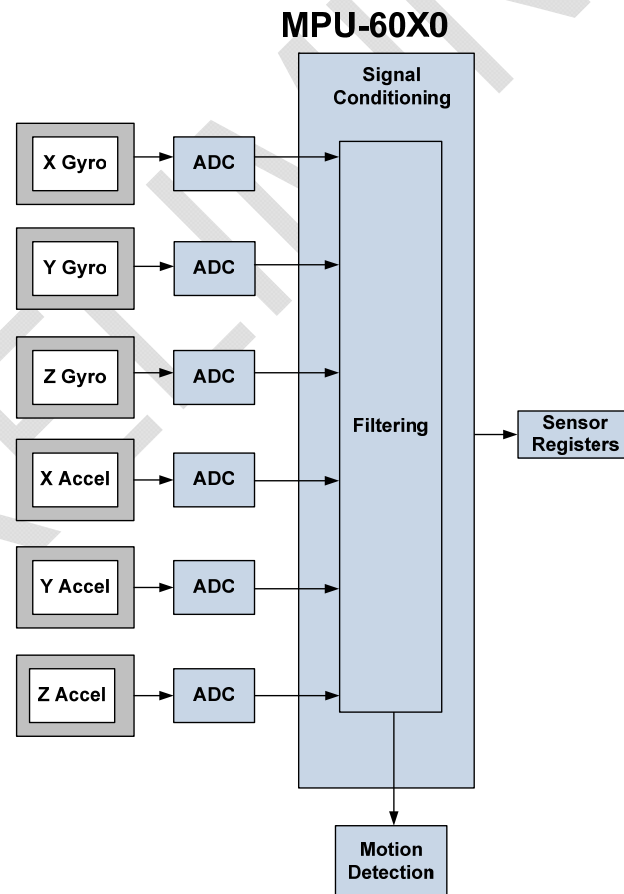 MPU-60X0
Signal
Conditioning
X Gyro
ADC
Y Gyro
ADC
Z Gyro
ADC
Filtering
Sensor
Registers
X Accel
ADC
Y Accel
ADC
Z Accel
ADC
Motion
Detection